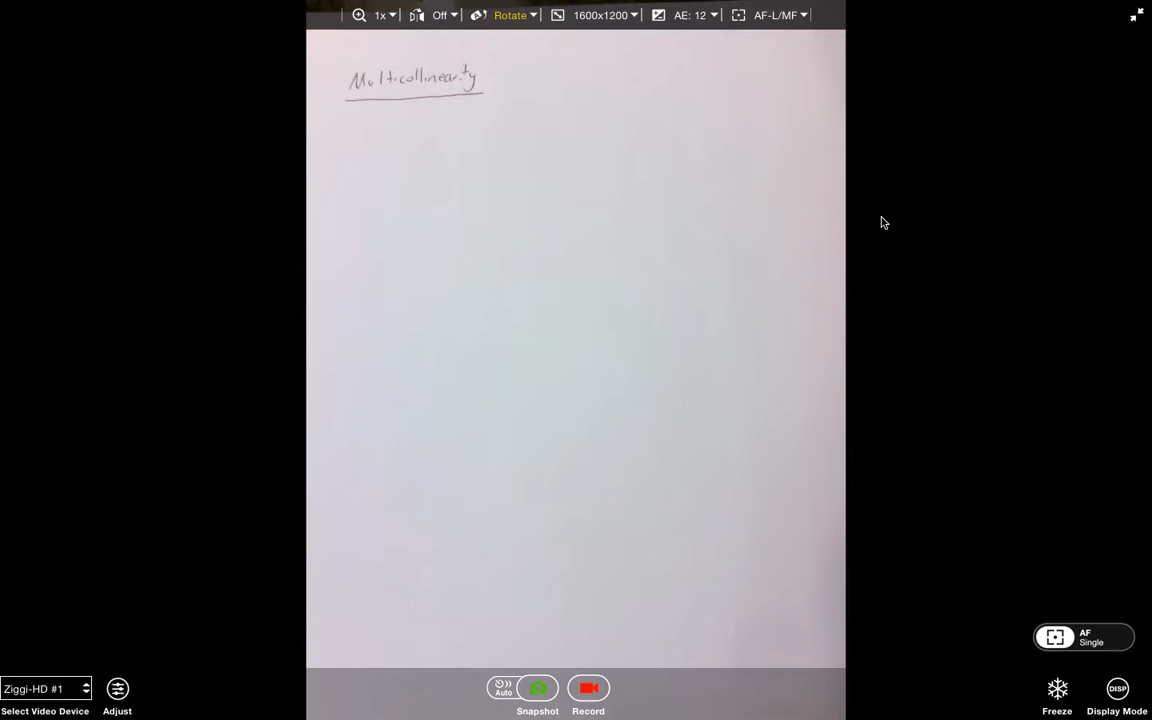 1x
Off
Rotate
1600x1200
AE: 12
AF-L/MF
Multicollinearity
AF
Single
Ziggi-HD #1
Select Video Device
Adjust
Auto
Snapshot
Record
Freeze
DISP
Display Mode